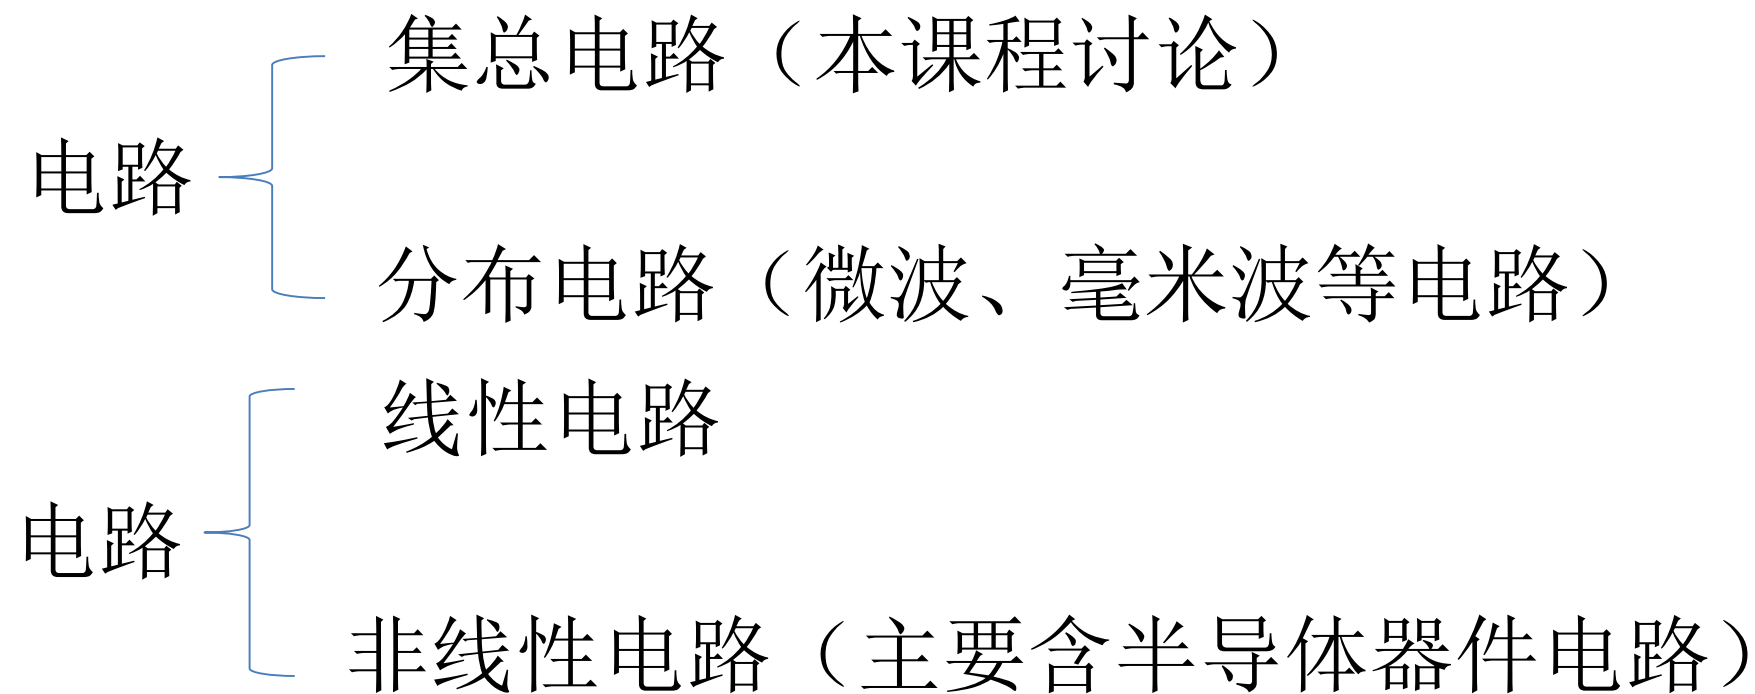 集总电路（本课程讨论）
电路
分布电路（微波、毫米波等电路）
线性电路
电路
非线性电路（主要含半导体器件电路）